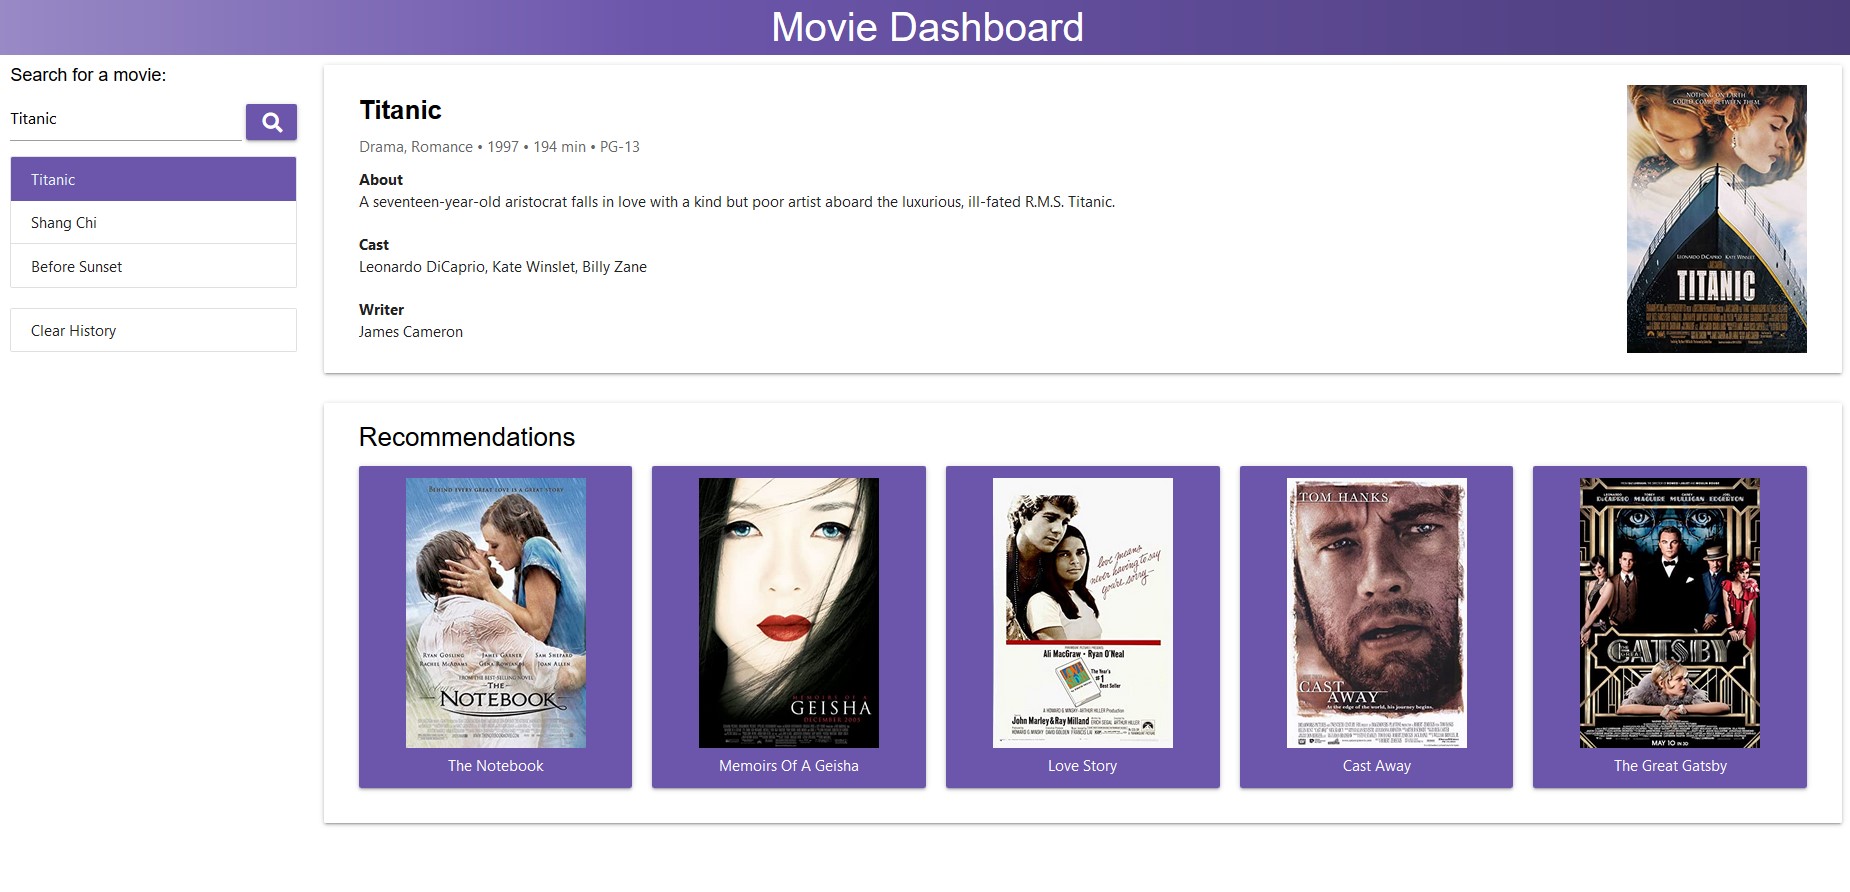 Movie Dashboard
Search for a movie:
Titanic
Titanic
Shang Chi
Before Sunset
Clear History
Titanic
Drama, Romance • 1997 • 194 min • PG-13
About
A seventeen-year-old aristocrat falls in love with a kind but poor artist aboard the luxurious, ill-fated R.M.S. Titanic.
Cast
Leonardo DiCaprio, Kate Winslet, Billy Zane
Writer
James Cameron
NOTHING ON EARTH
COULD COME BETWEEN THEM.
LEONARDO DICAPRIO KATE WINSLET
TITANIC
Recommendations
BEHIND EVERY GREAT LOVE IS A GREAT STORY
RYAN GOSLING JAMES GARNER SAM SHEPARD
RACHEL MCADAMS GENA ROWLANDS JOAN ALLEN
FROM THE BEST-SELLING NOVEL
THE
NOTEBOOK
The Notebook
MEMOIRS OF A
GEISHA
DECEMBER 2005
Memoirs Of A Geisha
love means
never having to say
you're sorry
Ali MacGraw • Ryan O'Neal
The Year's
#1
Best Seller
John Marley & Ray Milland
Love Story
TOM HANKS
CAST
AWAY
At the edge of the world, his journey begins.
Cast Away
LEONARDO TOBEY CAREY JOEL
DiCAPRIO MAGUIRE MULLIGAN EDGERTON
THE GREAT
GATSBY
MAY 10 IN 3D
The Great Gatsby